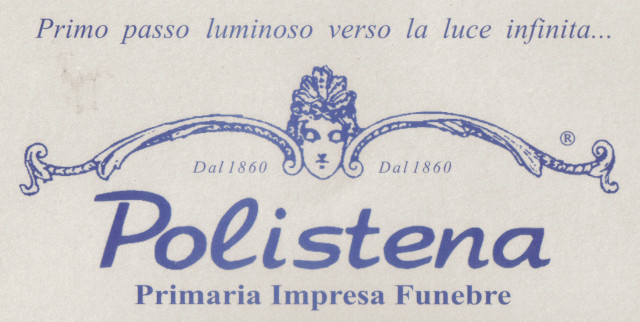 Primo passo luminoso verso la luce infinita...
®
Dal 1860 Dal 1860
Polistena
Primaria Impresa Funebre